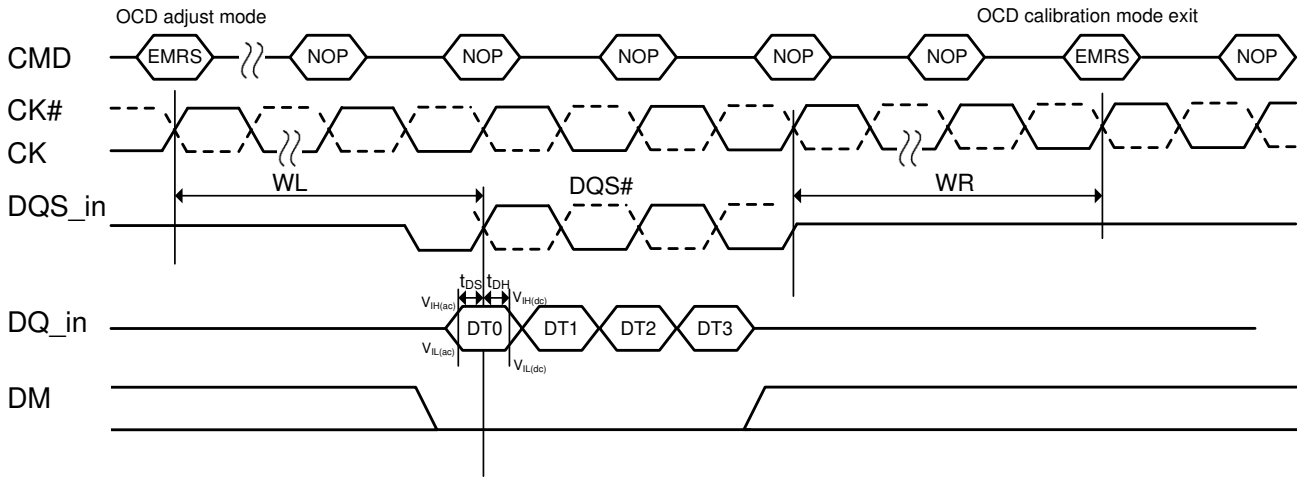 OCD adjust mode OCD calibration mode exit
CMD EMRS NOP NOP NOP NOP NOP EMRS NOP
CK#
CK
WL DQS# WR
DQS_in
tDS tDH
VIH(ac) VIH(dc)
DQ_in DT0 DT1 DT2 DT3
VIL(ac) VIL(dc)
DM